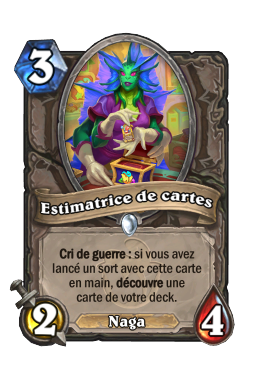 3
Estimatrice de cartes
Cri de guerre : si vous avez
lancé un sort avec cette carte
en main, découvre une
carte de votre deck.
2
Naga
4